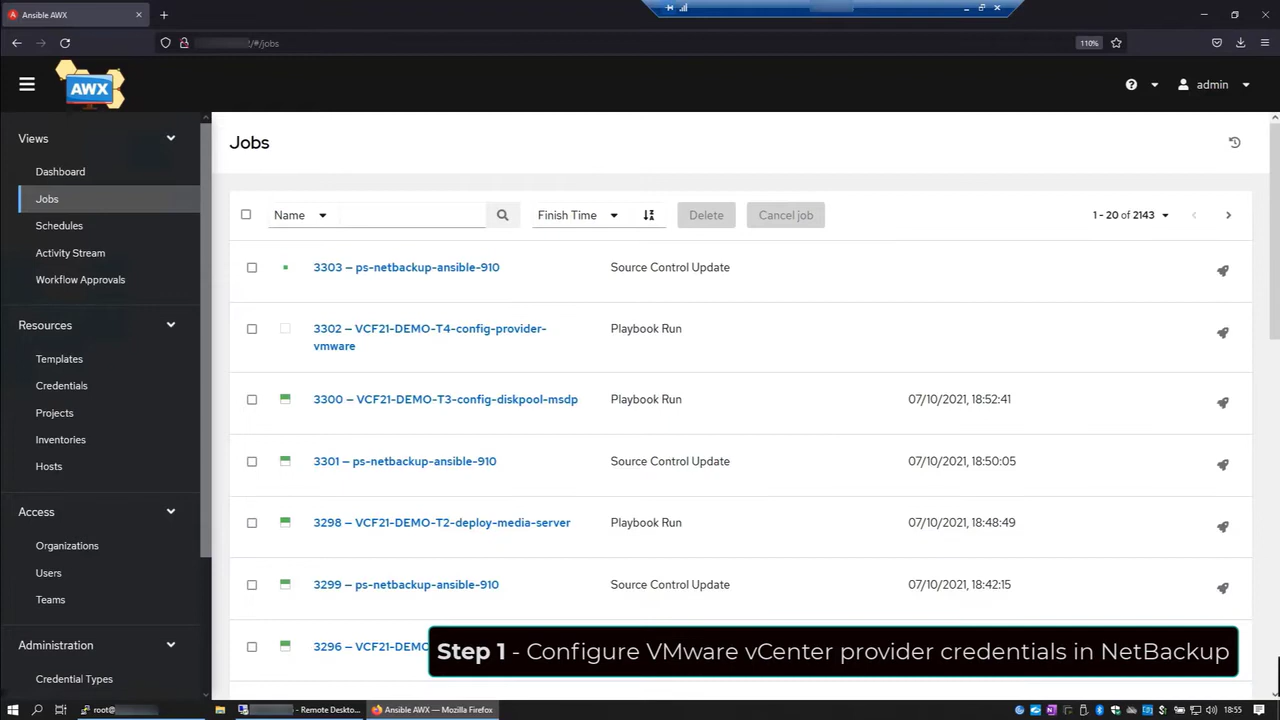 Ansible AWX
2/#/jobs
110%
AWX
admin
Views
Dashboard
Jobs
Schedules
Activity Stream
Workflow Approvals
Resources
Templates
Credentials
Projects
Inventories
Hosts
Access
Organizations
Users
Teams
Administration
Credential Types
Jobs
Name
Finish Time
Delete
Cancel job
1 - 20 of 2143
3303 – ps-netbackup-ansible-910 Source Control Update
3302 – VCF21-DEMO-T4-config-provider- Playbook Run
vmware
3300 – VCF21-DEMO-T3-config-diskpool-msdp Playbook Run 07/10/2021, 18:52:41
3301 – ps-netbackup-ansible-910 Source Control Update 07/10/2021, 18:50:05
3298 – VCF21-DEMO-T2-deploy-media-server Playbook Run 07/10/2021, 18:48:49
3299 – ps-netbackup-ansible-910 Source Control Update 07/10/2021, 18:42:15
3296 – VCF21-DEMO
Step 1 - Configure VMware vCenter provider credentials in NetBackup
root@
- Remote Deskto...
Ansible AWX — Mozilla Firefox
18:55